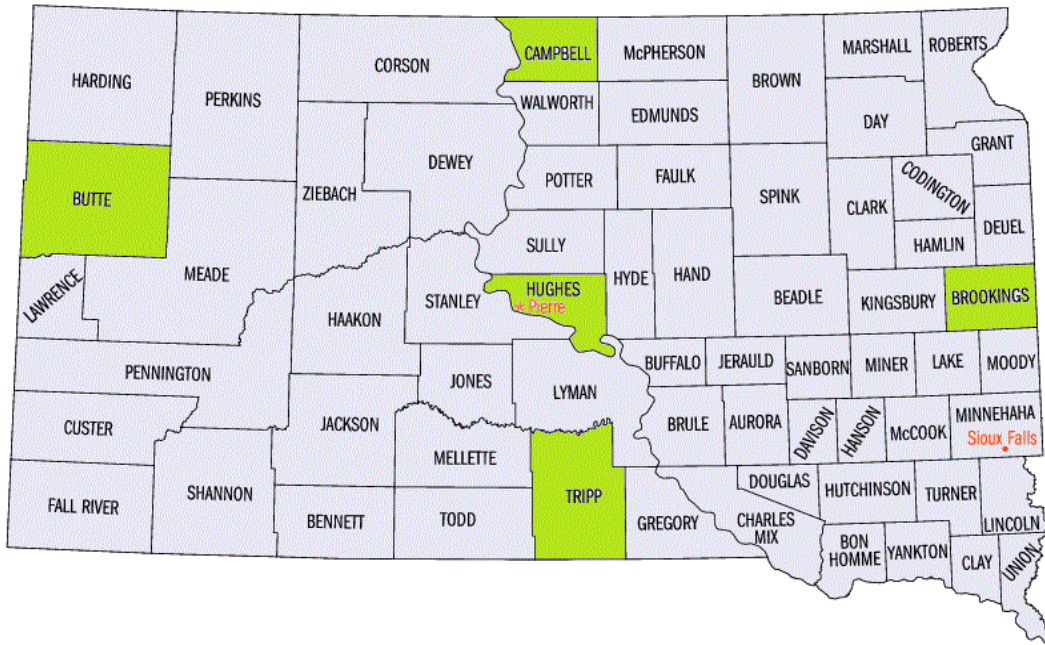 HARDING
PERKINS
CORSON
CAMPBELL
McPHERSON
BROWN
MARSHALL
ROBERTS
WALWORTH
EDMUNDS
DAY
GRANT
BUTTE
ZIEBACH
DEWEY
POTTER
FAULK
SPINK
CLARK
CODINGTON
DEUEL
HAMLIN
LAWRENCE
MEADE
SULLY
HYDE
HAND
HUGHES
* Pierre
STANLEY
HAAKON
BEADLE
KINGSBURY
BROOKINGS
PENNINGTON
JONES
LYMAN
BUFFALO
JERAULD
SANBORN
MINER
LAKE
MOODY
CUSTER
JACKSON
BRULE
AURORA
DAVISON
HANSON
McCOOK
MINNEHAHA
Sioux Falls
MELLETTE
FALL RIVER
SHANNON
BENNETT
TODD
TRIPP
GREGORY
DOUGLAS
CHARLES
MIX
HUTCHINSON
TURNER
LINCOLN
BON
HOMME
YANKTON
CLAY
UNION